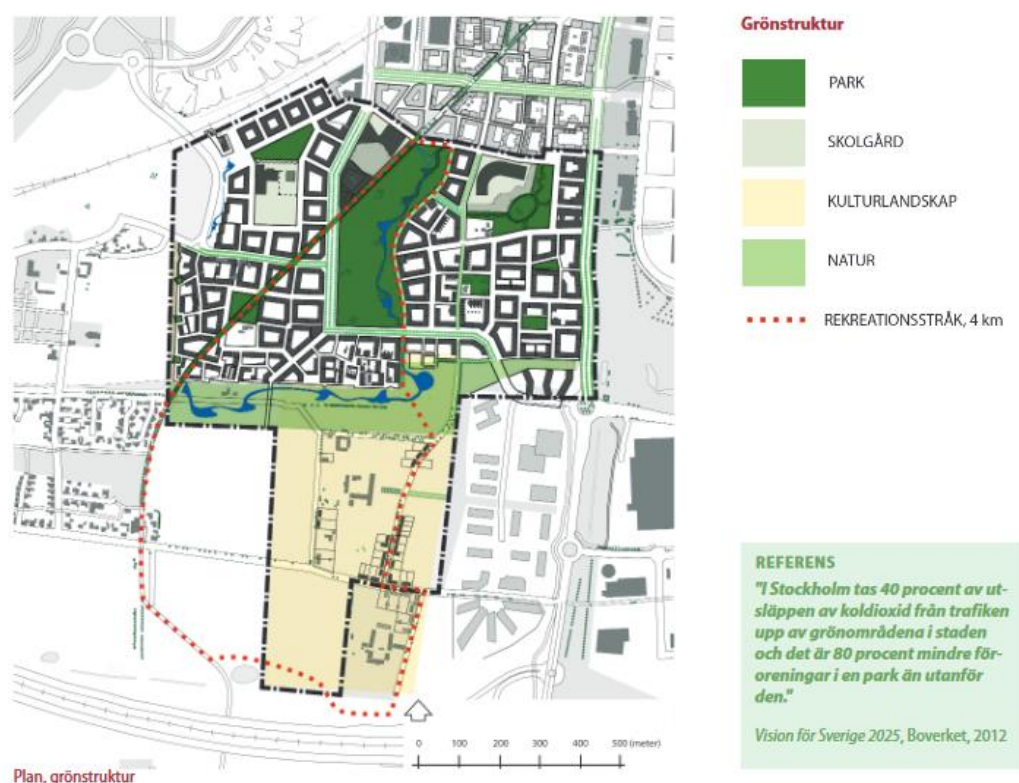 Grönstruktur
PARK
SKOLGÅRD
KULTURLANDSKAP
NATUR
REKREATIONSSTRÅK, 4 km
REFERENS
"I Stockholm tas 40 procent av ut-
släppen av koldioxid från trafiken
upp av grönområdena i staden
och det är 80 procent mindre för-
oreningar i en park än utanför
den."
Vision för Sverige 2025, Boverket, 2012
0 100 200 300 400 500 (meter)
Plan, grönstruktur